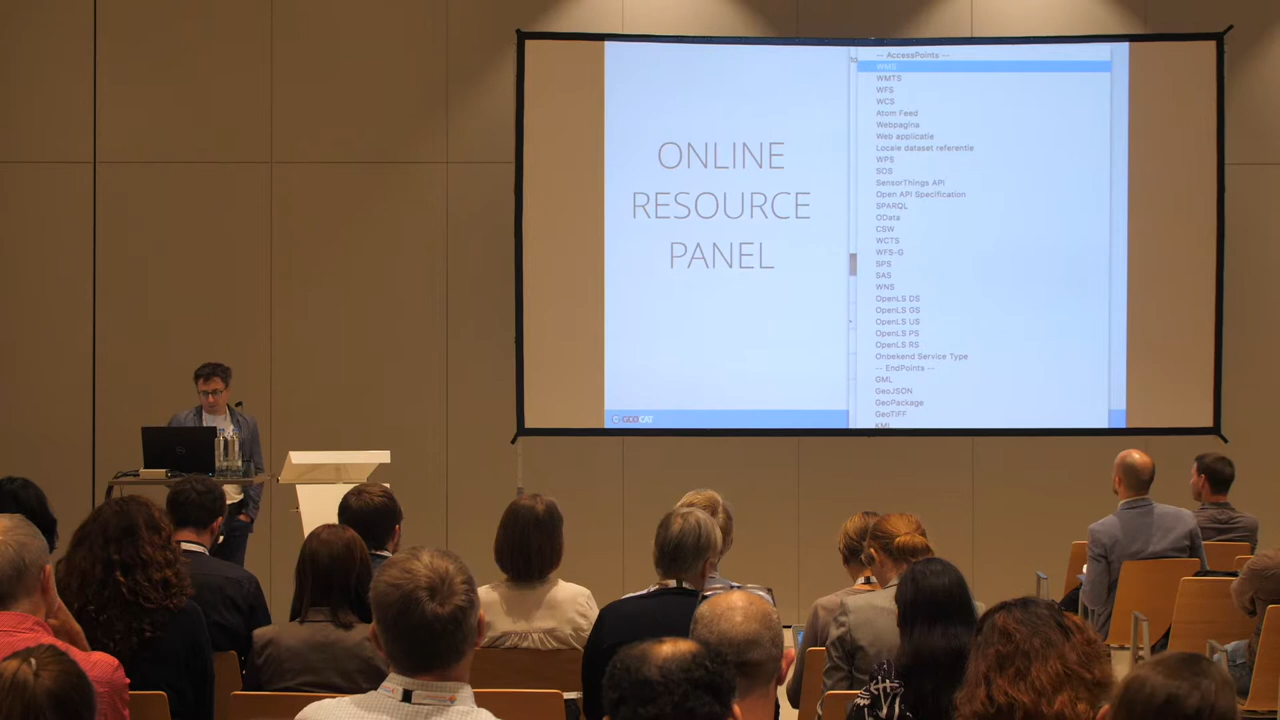 ONLINE
RESOURCE
PANEL
GEOCAT
-- AccessPoints --
WMS
WMTS
WFS
WCS
Atom Feed
Webpagina
Web applicatie
Locale dataset referentie
WPS
SOS
SensorThings API
Open API Specification
SPARQL
OData
CSW
WCTS
WFS-G
SPS
SAS
WNS
OpenLS DS
OpenLS GS
OpenLS US
OpenLS PS
OpenLS RS
Onbekend Service Type
-- EndPoints --
GML
GeoJSON
GeoPackage
GeoTIFF
KML